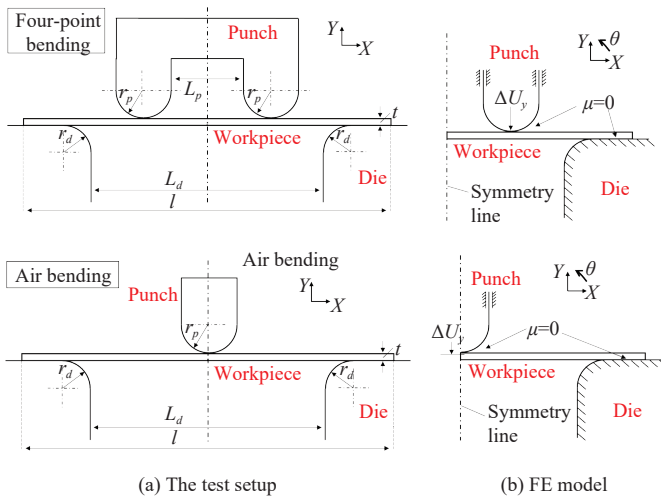 Four-point
bending
Punch
Y
X
r_p
L_p
r_p
t
r_d
Workpiece
r_d
L_d
Die
l
Y
θ
X
Punch
ΔU_y
μ=0
Workpiece
Symmetry
line
Die
Air bending
Air bending
Punch
Y
X
r_p
t
r_d
Workpiece
r_d
L_d
Die
l
Y
θ
X
Punch
ΔU_y
μ=0
Workpiece
Symmetry
line
Die
(a) The test setup
(b) FE model